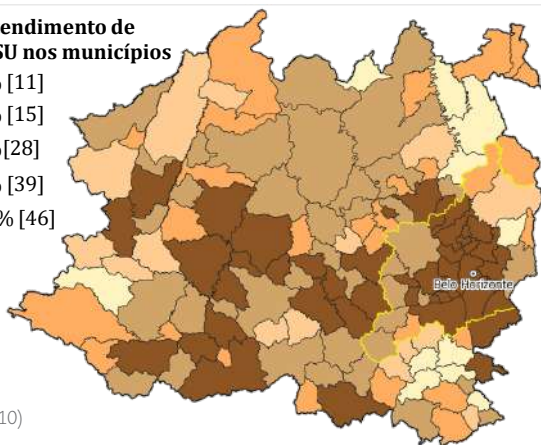 endimento de
SU nos municípios
[11]
[15]
[28]
[39]
% [46]
Belo Horizonte
10)